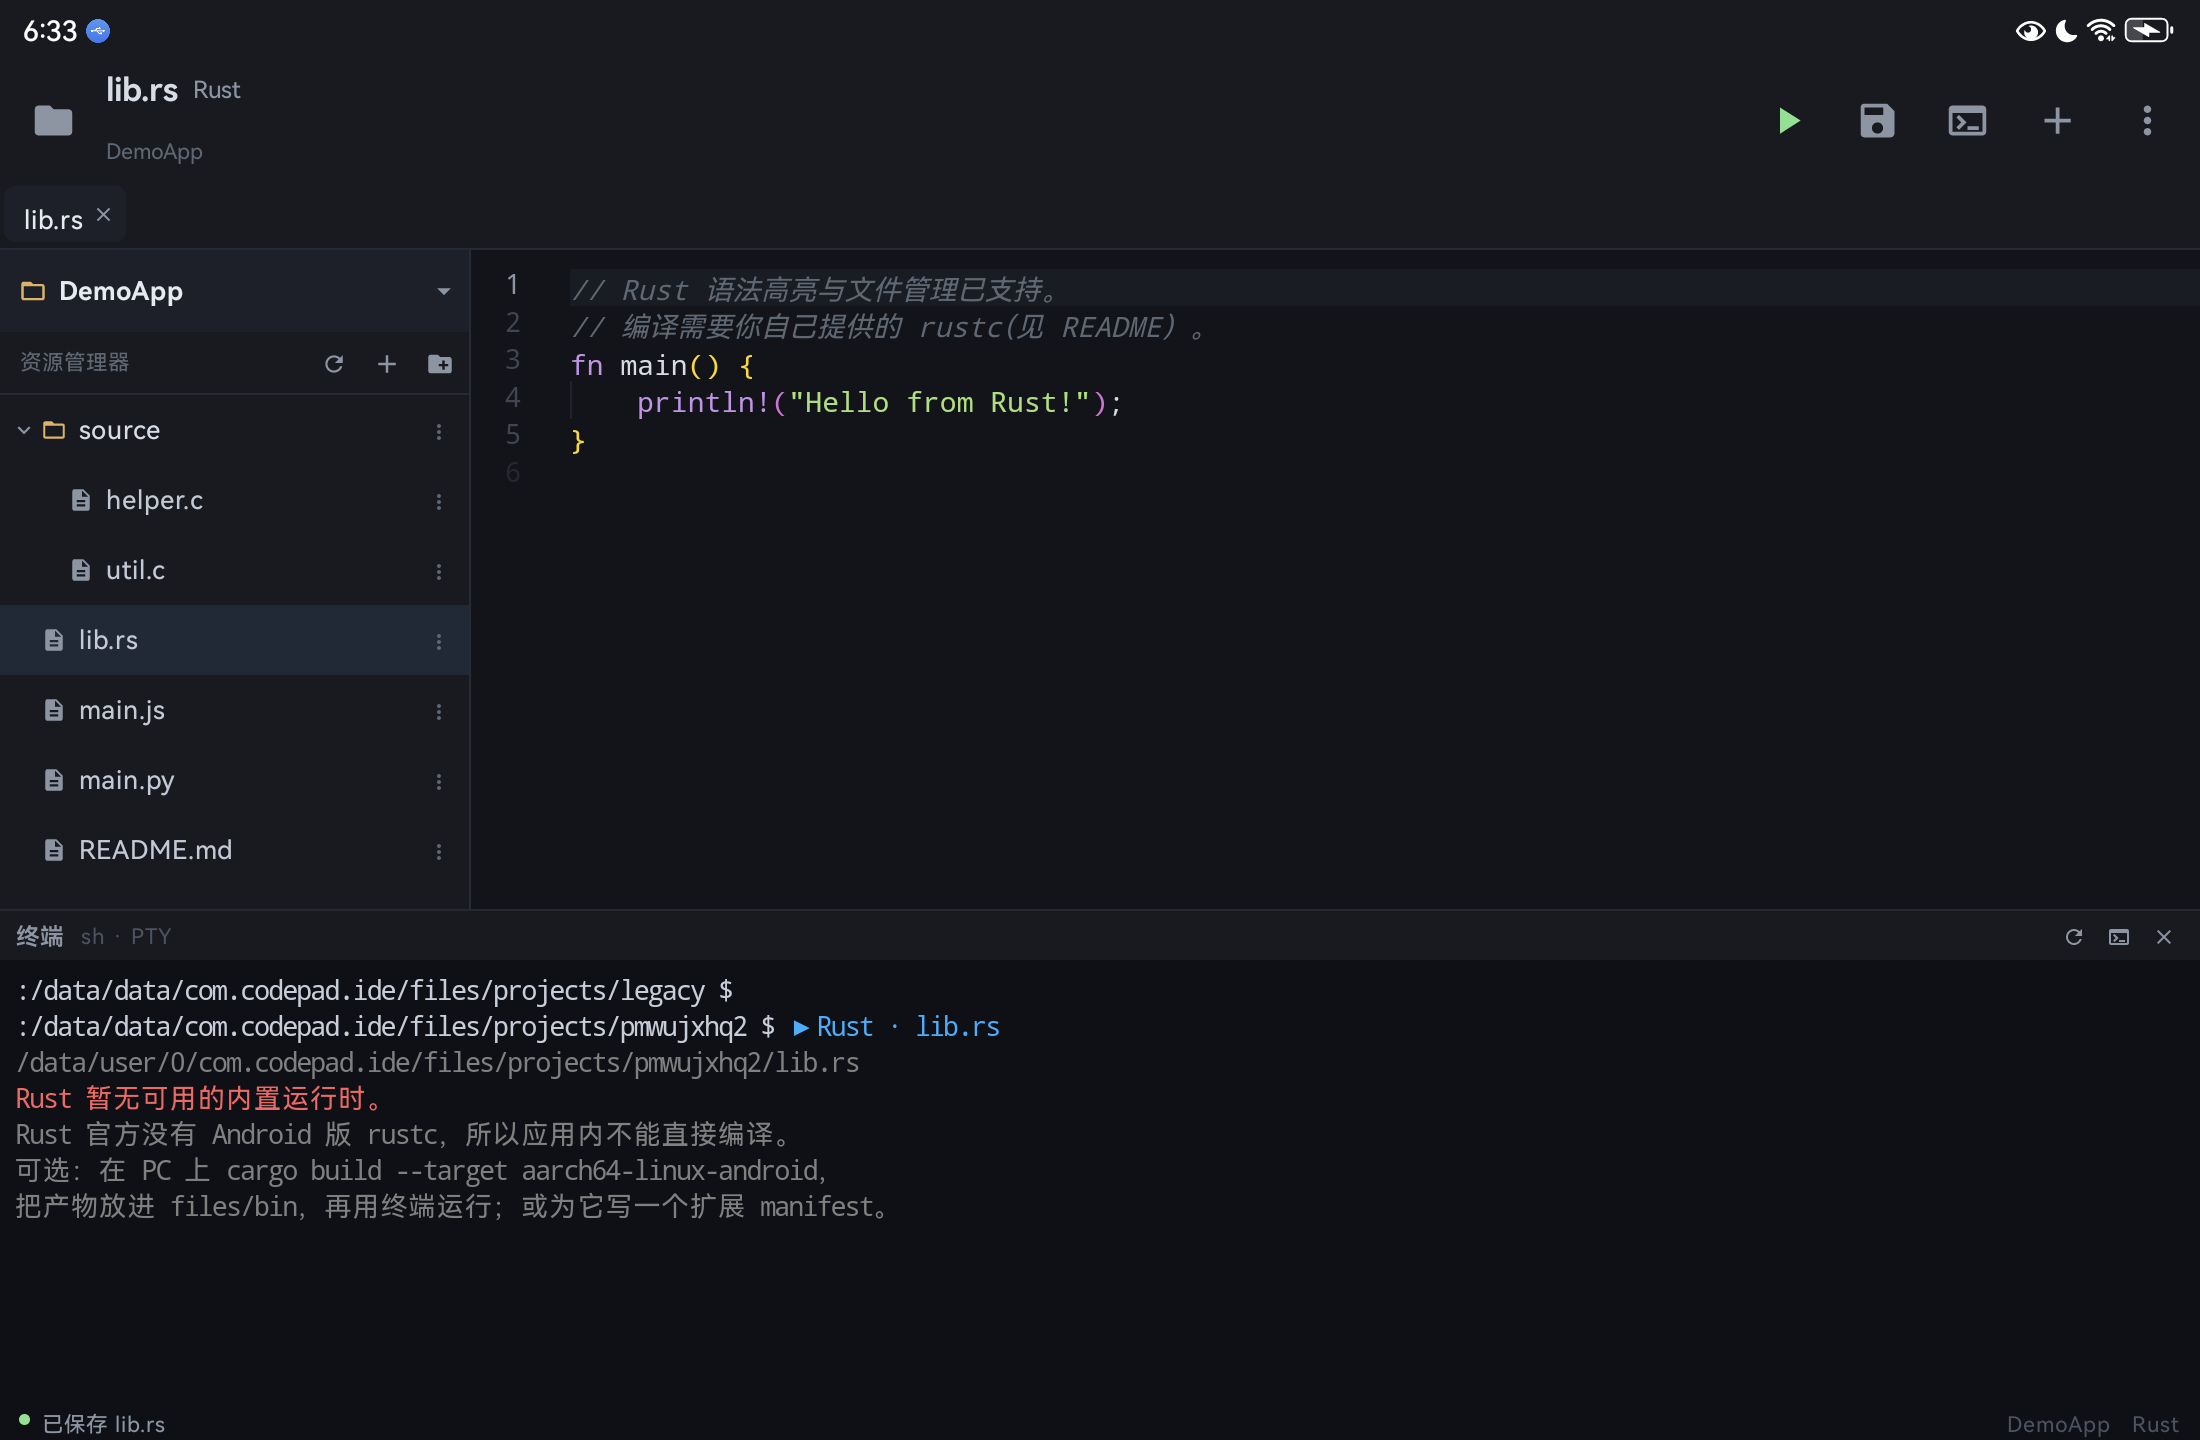 6:33
lib.rs Rust
DemoApp
lib.rs
DemoApp
资源管理器
source
helper.c
util.c
lib.rs
main.js
main.py
README.md
1 // Rust 语法高亮与文件管理已支持。
2 // 编译需要你自己提供的 rustc(见 README) 。
3 fn main() {
4     println!("Hello from Rust!");
5 }
6
终端 sh · PTY
:/data/data/com.codepad.ide/files/projects/legacy $
:/data/data/com.codepad.ide/files/projects/pmwujxhq2 $ ▶ Rust · lib.rs
/data/user/0/com.codepad.ide/files/projects/pmwujxhq2/lib.rs
Rust 暂无可用的内置运行时。
Rust 官方没有 Android 版 rustc, 所以应用内不能直接编译。
可选: 在 PC 上 cargo build --target aarch64-linux-android,
把产物放进 files/bin, 再用终端运行; 或为它写一个扩展 manifest。
已保存 lib.rs
DemoApp Rust